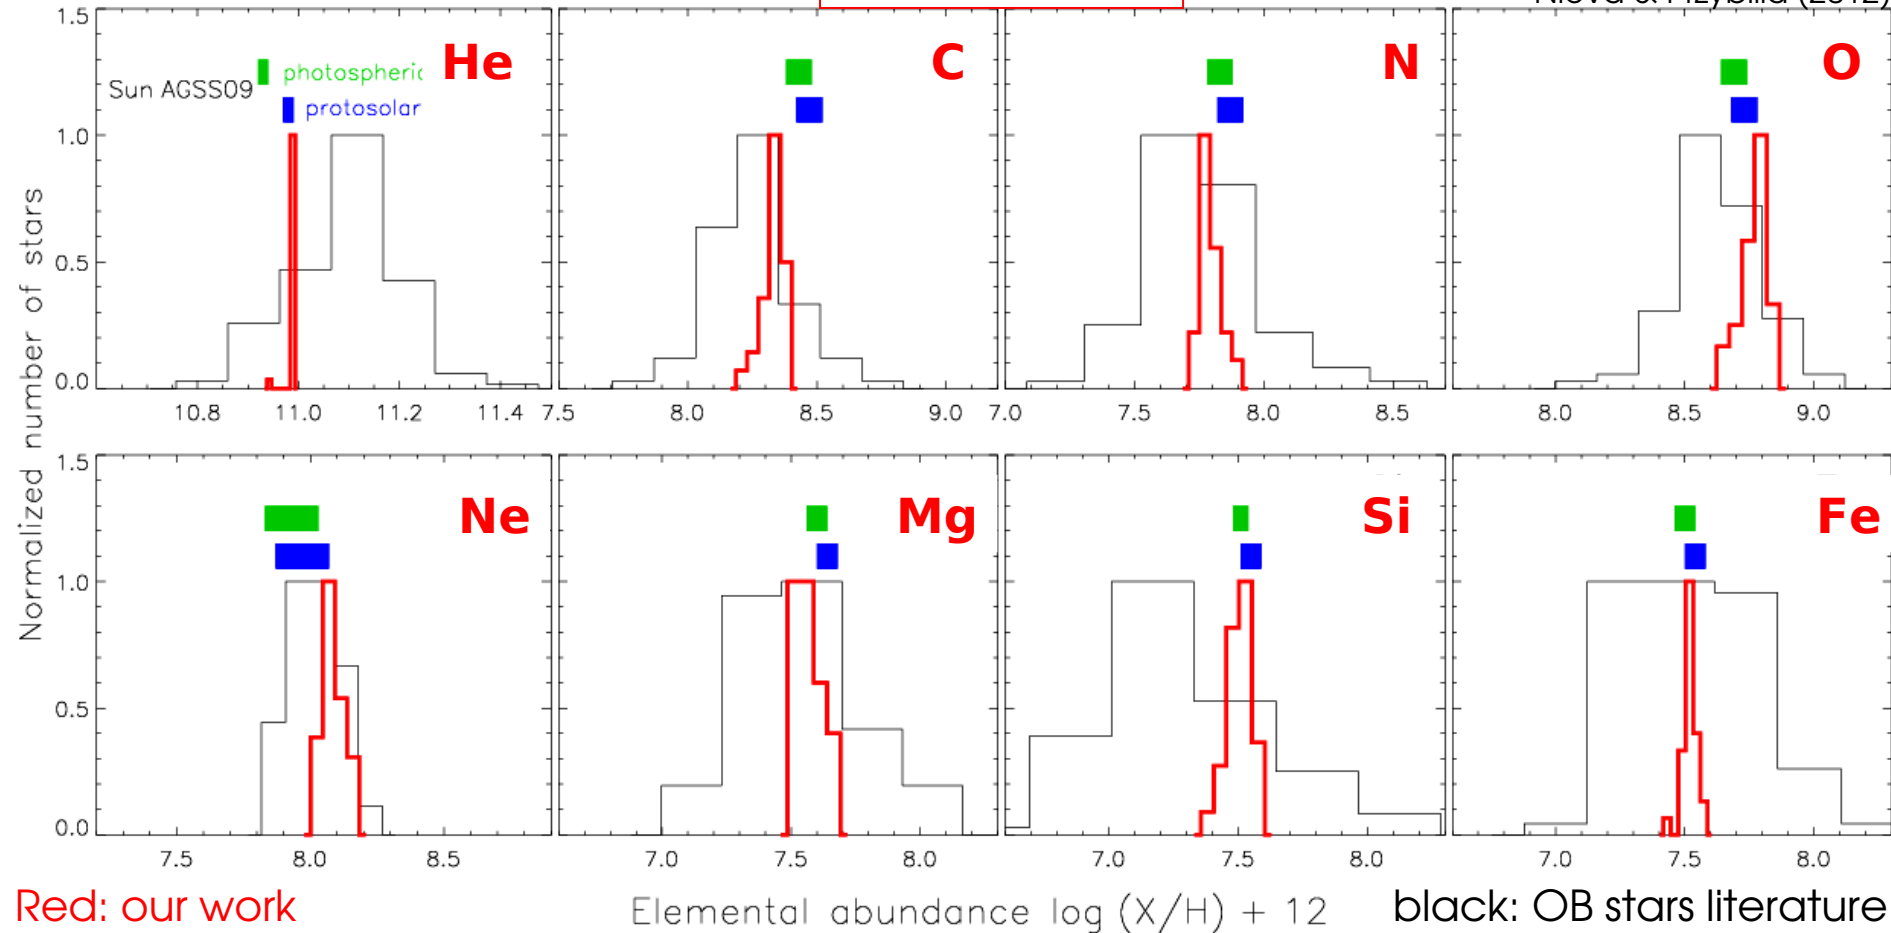 1.5
He
C
N
O
photospheric
Sun AGSS09
protosolar
1.0
0.5
0.0
10.8 11.0 11.2 11.4 7.5 8.0 8.5 9.0 7.0 7.5 8.0 8.5 8.0 8.5 9.0
Normalized number of stars
1.5
Ne
Mg
Si
Fe
1.0
0.5
0.0
7.5 8.0 8.5 7.0 7.5 8.0 7.0 7.5 8.0 7.0 7.5 8.0
Red: our work
Elemental abundance log (X/H) + 12
black: OB stars literature